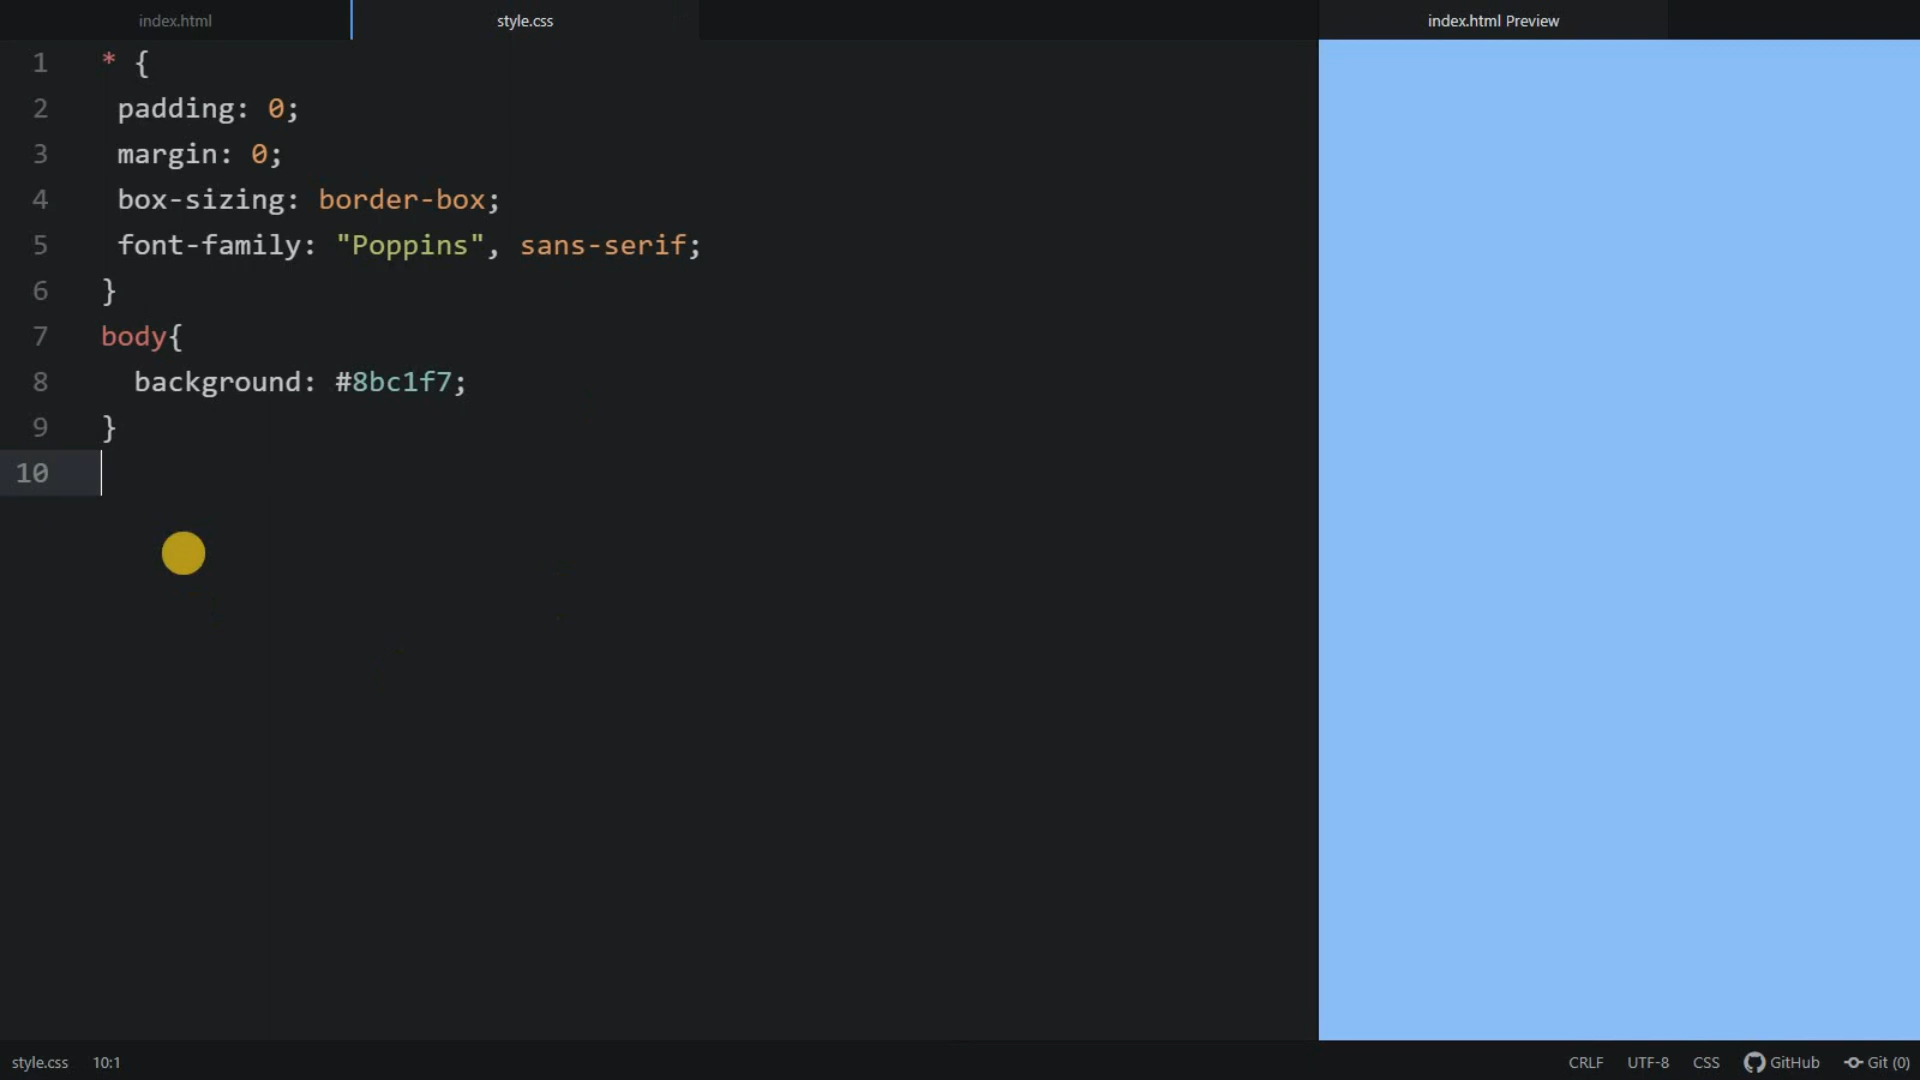 index.html
style.css
index.html Preview
1 * {
2 padding: 0;
3 margin: 0;
4 box-sizing: border-box;
5 font-family: "Poppins", sans-serif;
6 }
7 body{
8 background: #8bc1f7;
9 }
10
style.css 10:1 CRLF UTF-8 CSS GitHub Git (0)